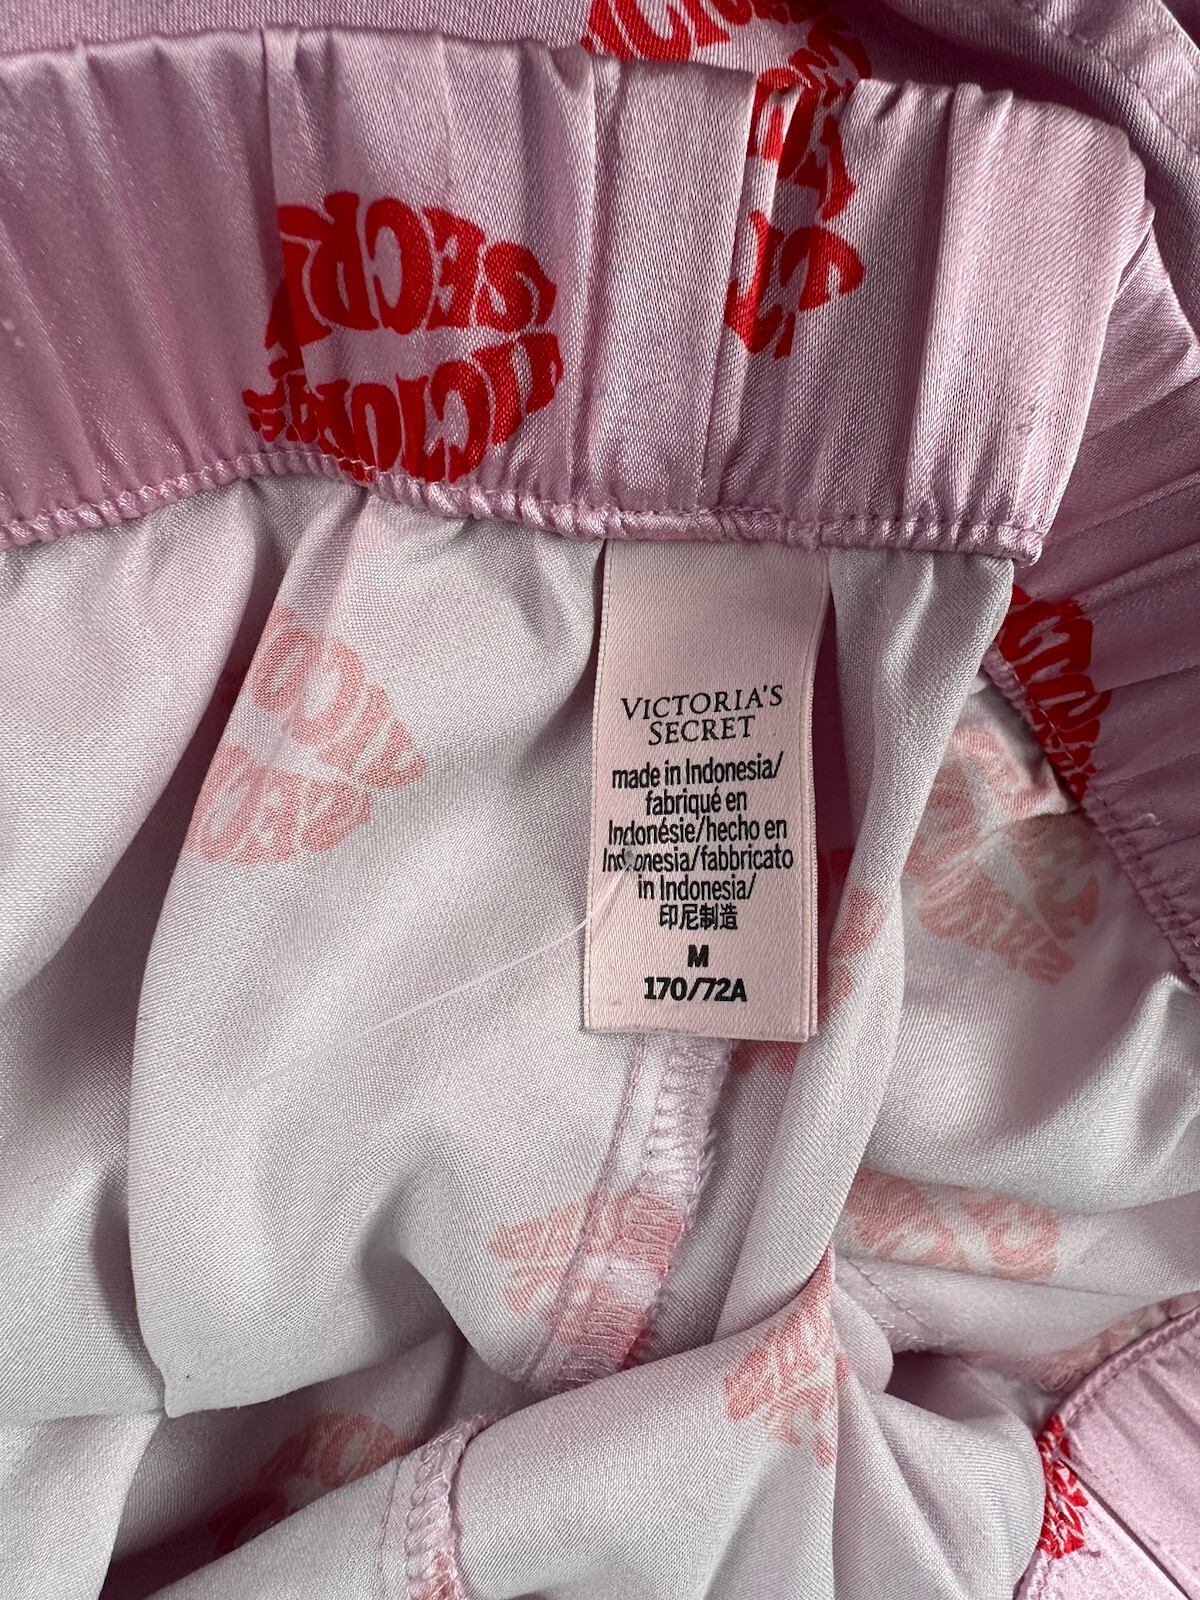 SECR
VICTORIA'S
SECRET
made in Indonesia/
fabriqué en
Indonésie/hecho en
Indonesia/fabbricato
in Indonesia/
印尼制造
M
170/72A